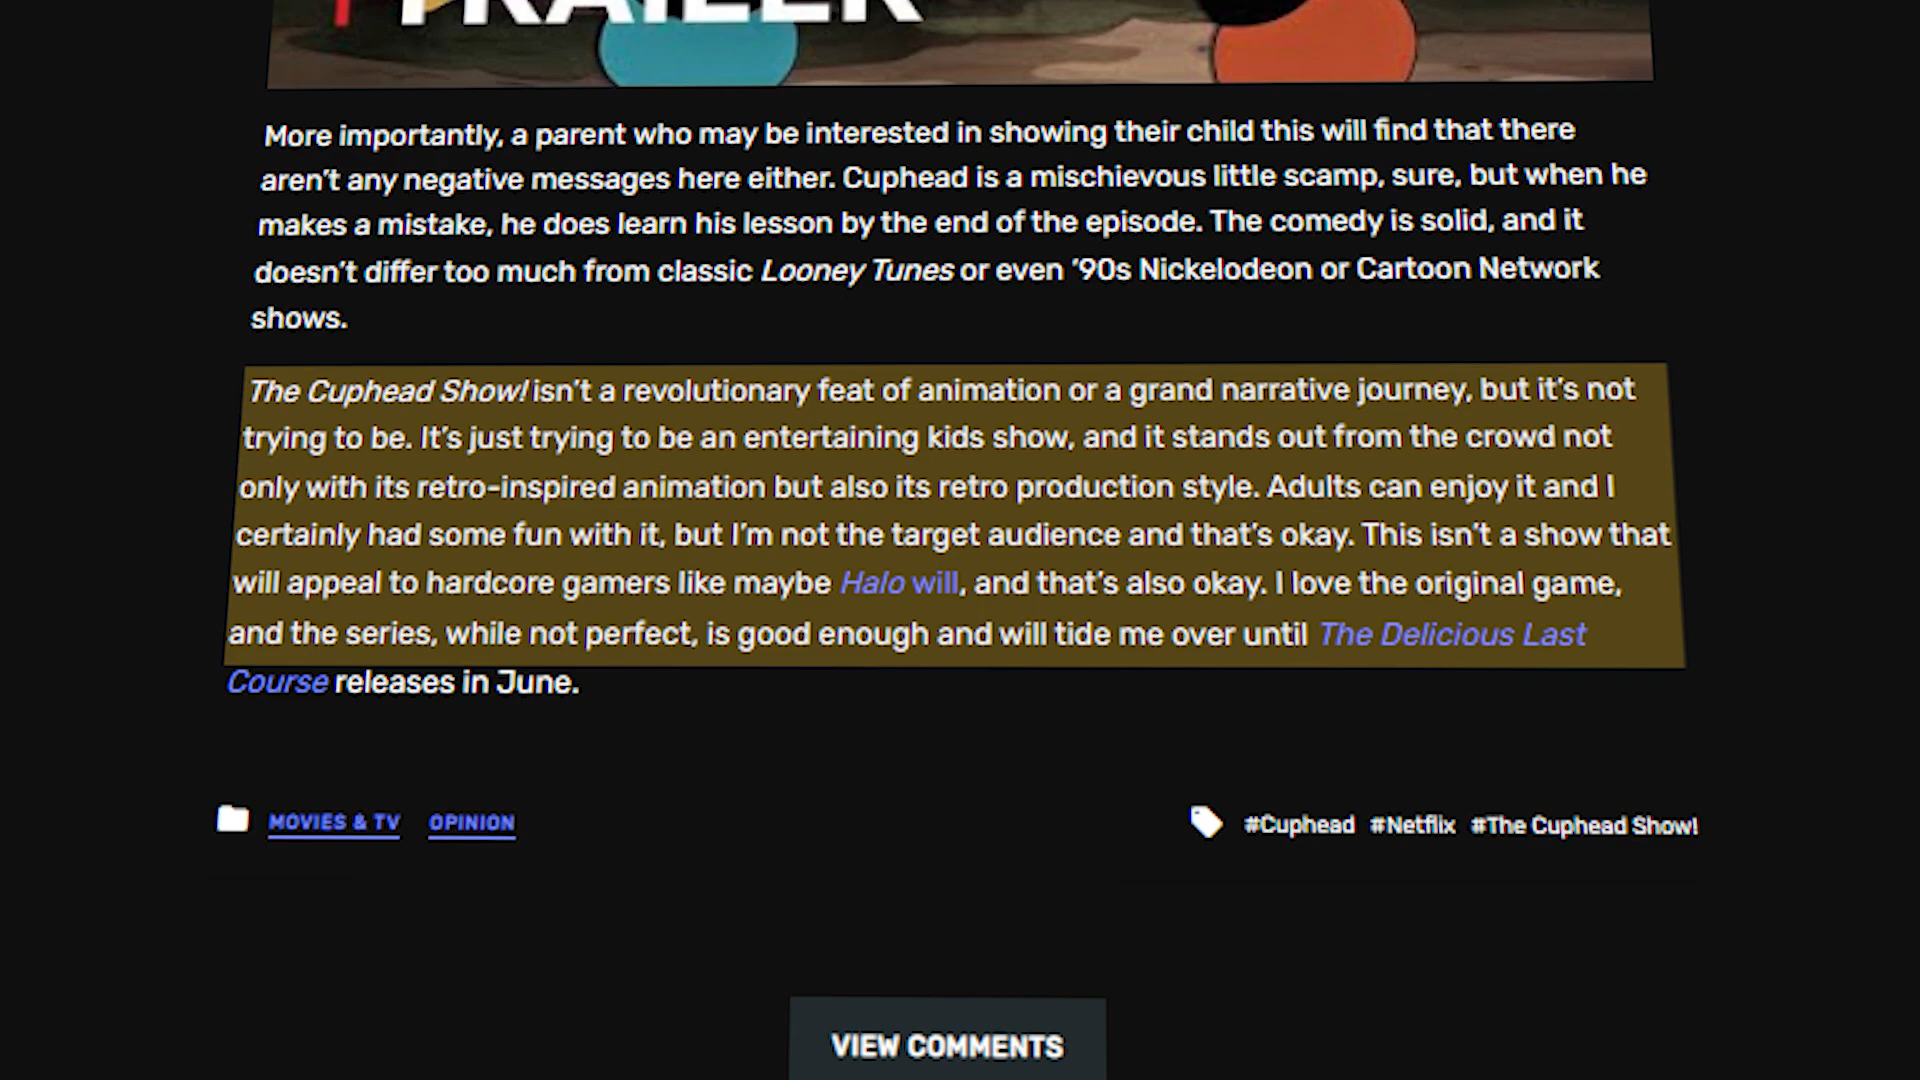 TRAILER
More importantly, a parent who may be interested in showing their child this will find that there
aren't any negative messages here either. Cuphead is a mischievous little scamp, sure, but when he
makes a mistake, he does learn his lesson by the end of the episode. The comedy is solid, and it
doesn't differ too much from classic Looney Tunes or even '90s Nickelodeon or Cartoon Network
shows.
The Cuphead Show! isn't a revolutionary feat of animation or a grand narrative journey, but it's not
trying to be. It's just trying to be an entertaining kids show, and it stands out from the crowd not
only with its retro-inspired animation but also its retro production style. Adults can enjoy it and I
certainly had some fun with it, but I'm not the target audience and that's okay. This isn't a show that
will appeal to hardcore gamers like maybe Halo will, and that's also okay. I love the original game,
and the series, while not perfect, is good enough and will tide me over until The Delicious Last
Course releases in June.
MOVIES & TV OPINION
#Cuphead #Netflix #The Cuphead Show!
VIEW COMMENTS